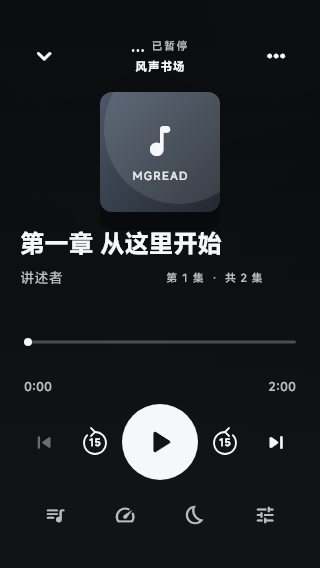 ... 已暂停
风声书场
MGREAD
第一章 从这里开始
讲述者
第 1 集 · 共 2 集
0:00
2:00
15
15